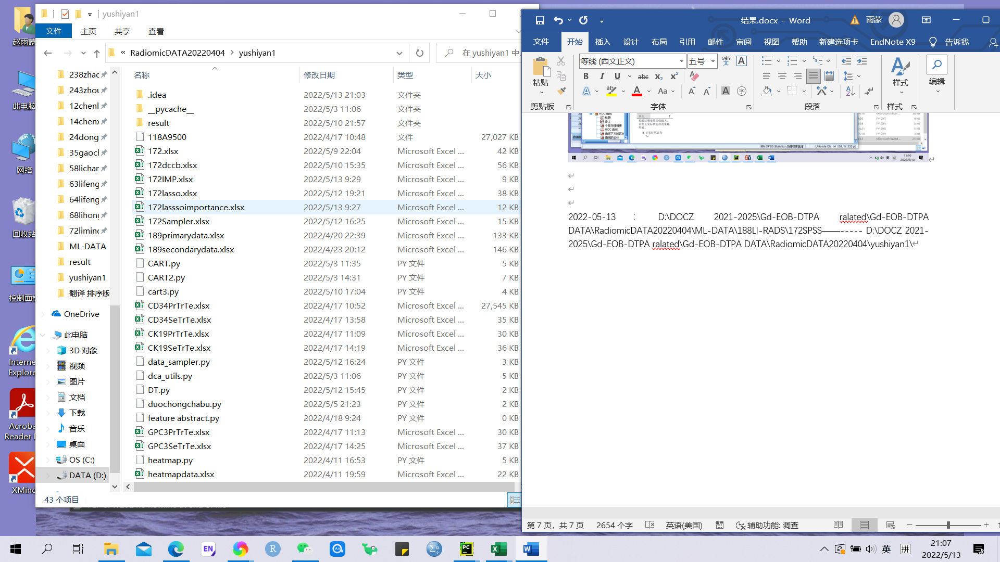 赵雨蒙
此电脑
网络
回收站
控制面板
Internet
Explorer
Acrobat
Reader
XMind
yushiyan1
文件
主页
共享
查看
« RadiomicDATA20220404 > yushiyan1
在 yushiyan1 中...
名称 修改日期 类型 大小
238zhac
243zhou
12chenl
14chenx
24dong
35gaocl
58lichar
63lifeng
64lifeng
68lihong
72liming
ML-DATA
result
yushiyan1
翻译 排序版
OneDrive
此电脑
3D 对象
视频
图片
文档
下载
音乐
桌面
OS (C:)
DATA (D:)
.idea 2022/5/13 21:03 文件夹
__pycache__ 2022/5/3 11:06 文件夹
result 2022/5/10 21:57 文件夹
118A9500 2022/4/17 10:48 文件 27,027 KB
172.xlsx 2022/5/9 22:04 Microsoft Excel ... 42 KB
172dccb.xlsx 2022/5/10 15:35 Microsoft Excel ... 56 KB
172IMP.xlsx 2022/5/13 9:29 Microsoft Excel ... 9 KB
172lasso.xlsx 2022/5/12 19:21 Microsoft Excel ... 38 KB
172lasssoimportance.xlsx 2022/5/13 9:27 Microsoft Excel ... 12 KB
172Sampler.xlsx 2022/5/12 16:25 Microsoft Excel ... 15 KB
189primarydata.xlsx 2022/4/20 22:39 Microsoft Excel ... 133 KB
189secondarydata.xlsx 2022/4/23 20:12 Microsoft Excel ... 146 KB
CART.py 2022/5/3 11:35 PY 文件 5 KB
CART2.py 2022/5/3 14:31 PY 文件 7 KB
cart3.py 2022/5/10 17:04 PY 文件 4 KB
CD34PrTrTe.xlsx 2022/4/17 10:52 Microsoft Excel ... 27,545 KB
CD34SeTrTe.xlsx 2022/4/17 13:58 Microsoft Excel ... 35 KB
CK19PrTrTe.xlsx 2022/4/17 11:09 Microsoft Excel ... 30 KB
CK19SeTrTe.xlsx 2022/4/17 14:19 Microsoft Excel ... 36 KB
data_sampler.py 2022/5/12 16:24 PY 文件 3 KB
dca_utils.py 2022/5/3 11:06 PY 文件 5 KB
DT.py 2022/5/12 15:45 PY 文件 2 KB
duochongchabu.py 2022/5/5 21:23 PY 文件 2 KB
feature abstract.py 2022/4/18 9:24 PY 文件 0 KB
GPC3PrTrTe.xlsx 2022/4/17 11:13 Microsoft Excel ... 30 KB
GPC3SeTrTe.xlsx 2022/4/17 14:25 Microsoft Excel ... 37 KB
heatmap.py 2022/4/11 16:53 PY 文件 5 KB
heatmapdata.xlsx 2022/4/11 19:59 Microsoft Excel ... 22 KB
43 个项目
结果.docx - Word
雨蒙
文件 开始 插入 设计 布局 引用 邮件 审阅 视图 帮助 新建选项卡 EndNote X9 告诉我
等线 (西文正文) 五号 wén 文 A
粘贴
B I U abc X₂ X²
A ab A Aa A A A 字
样式 编辑
剪贴板 字体 段落 样式
2022-05-13 : D:\DOCZ 2021-2025\Gd-EOB-DTPA ralated\Gd-EOB-DTPA
DATA\RadiomicDATA20220404\ML-DATA\188LI-RADS\172SPSS——----- D:\DOCZ 2021-
2025\Gd-EOB-DTPA ralated\Gd-EOB-DTPA DATA\RadiomicDATA20220404\yushiyan1\
第 7 页，共 7 页 2654 个字 英语(美国) 辅助功能: 调查
EN R PC X W
英 拼
21:07
2022/5/13